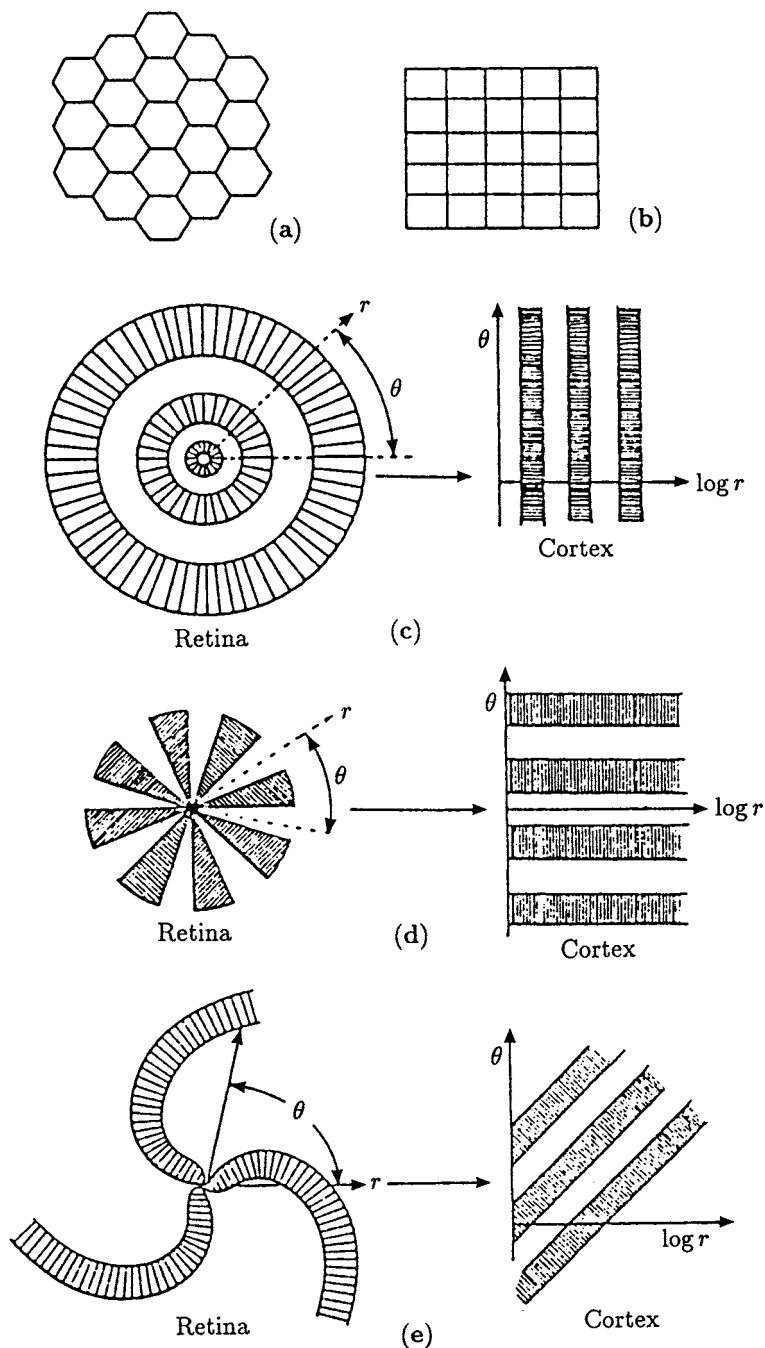 (a)
(b)
r
θ
θ
log r
Cortex
Retina
(c)
r
θ
θ
log r
Retina
(d)
Cortex
θ
r
θ
log r
Retina
(e)
Cortex